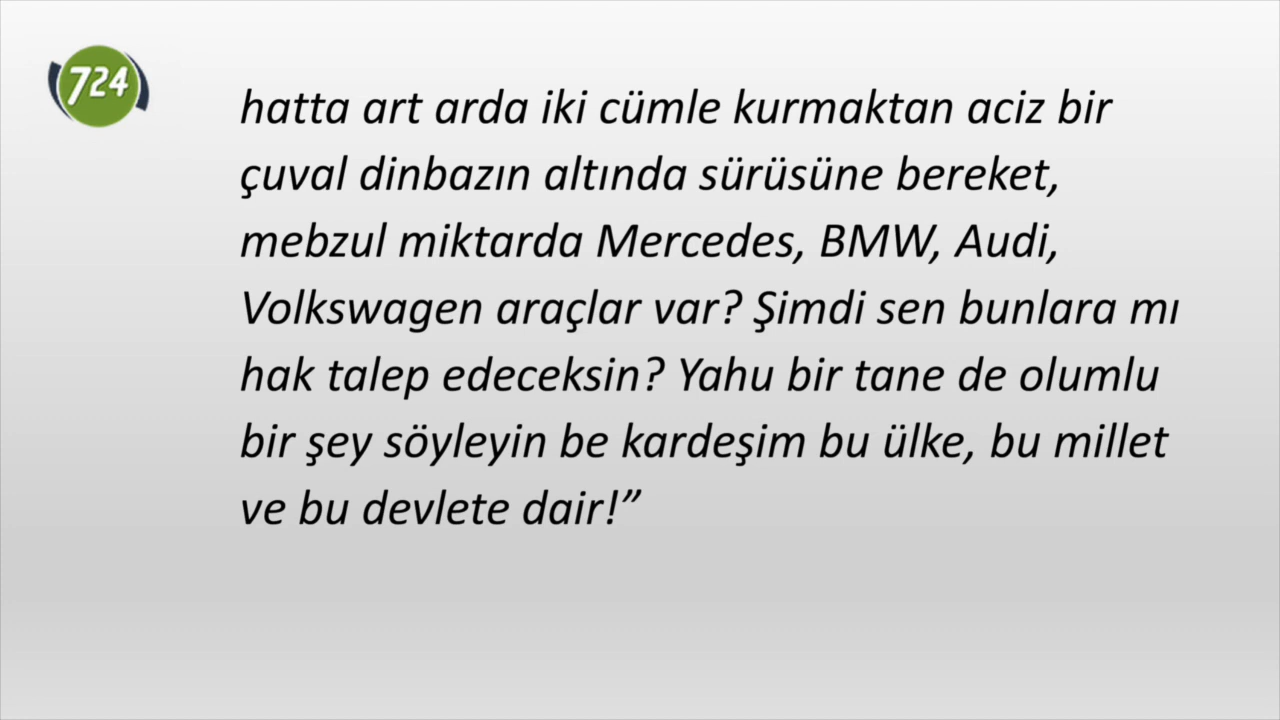 724
hatta art arda iki cümle kurmaktan aciz bir
çuval dinbazın altında sürüsüne bereket,
mebzul miktarda Mercedes, BMW, Audi,
Volkswagen araçlar var? Şimdi sen bunlara mı
hak talep edeceksin? Yahu bir tane de olumlu
bir şey söyleyin be kardeşim bu ülke, bu millet
ve bu devlete dair!”